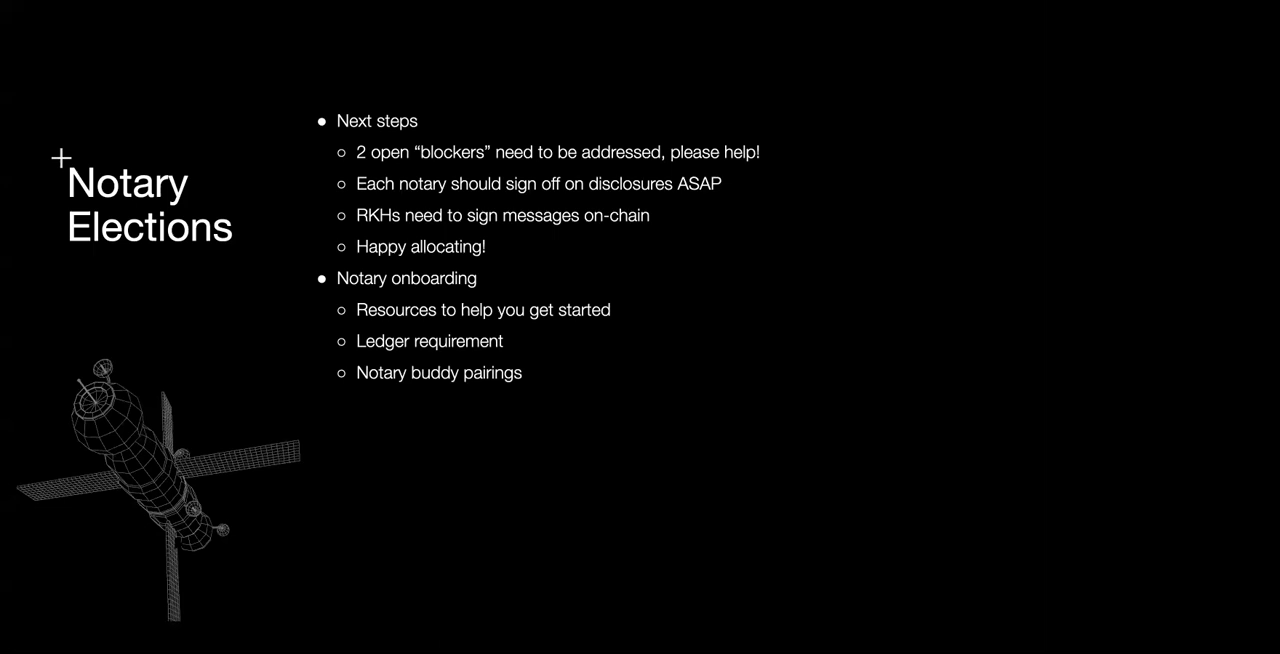 Notary
Elections
● Next steps
○ 2 open “blockers” need to be addressed, please help!
○ Each notary should sign off on disclosures ASAP
○ RKHs need to sign messages on-chain
○ Happy allocating!
● Notary onboarding
○ Resources to help you get started
○ Ledger requirement
○ Notary buddy pairings